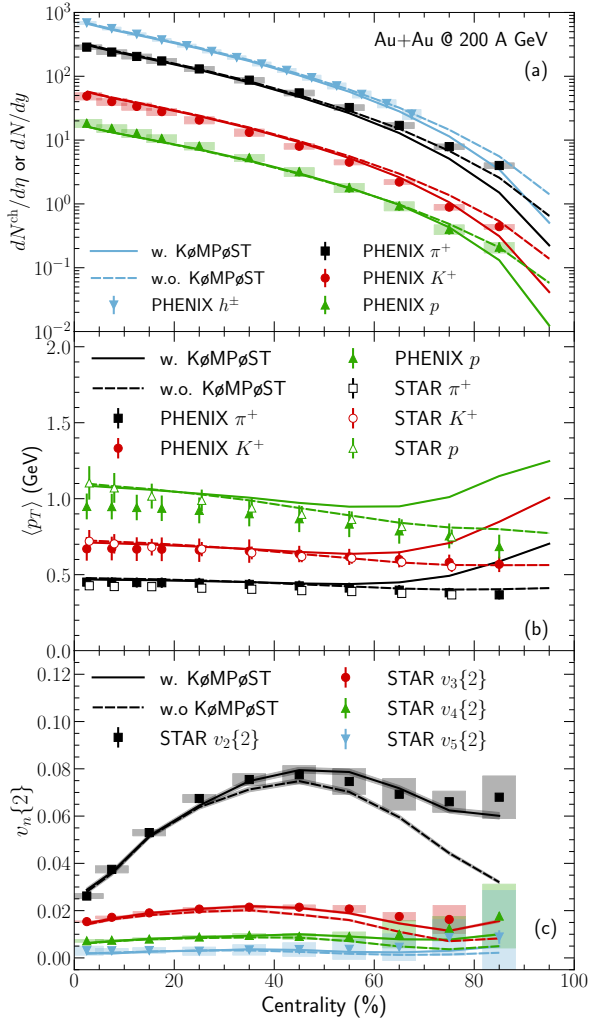 10³
10²
10¹
10⁰
10⁻¹
10⁻²
dNᶜʰ/dη or dN/dy
Au+Au @ 200 A GeV
(a)
w. KøMPøST
w.o. KøMPøST
PHENIX h±
PHENIX π⁺
PHENIX K⁺
PHENIX p
2.0
1.5
1.0
0.5
0.0
⟨p_T⟩ (GeV)
w. KøMPøST
w.o. KøMPøST
PHENIX π⁺
PHENIX K⁺
PHENIX p
STAR π⁺
STAR K⁺
STAR p
(b)
0.12
0.10
0.08
0.06
0.04
0.02
0.00
vₙ{2}
w. KøMPøST
w.o KøMPøST
STAR v₂{2}
STAR v₃{2}
STAR v₄{2}
STAR v₅{2}
(c)
0 20 40 60 80 100
Centrality (%)